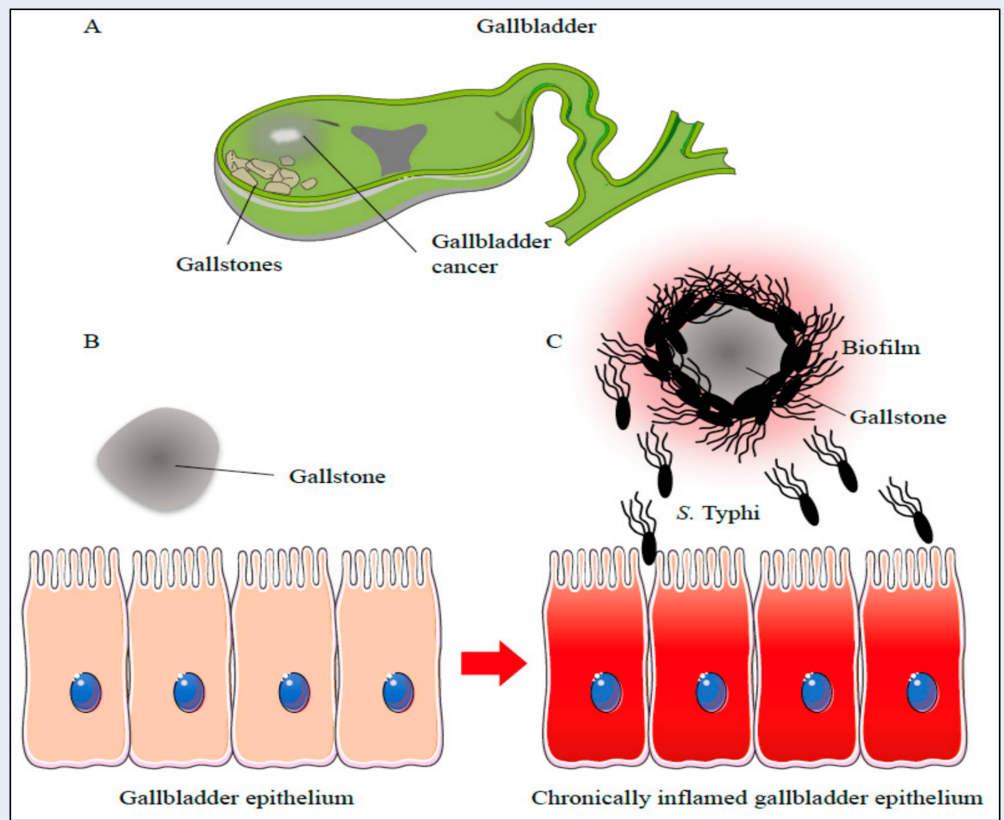 A
Gallbladder
Gallstones
Gallbladder
cancer
B
C
Biofilm
Gallstone
Gallstone
S. Typhi
Gallbladder epithelium
Chronically inflamed gallbladder epithelium